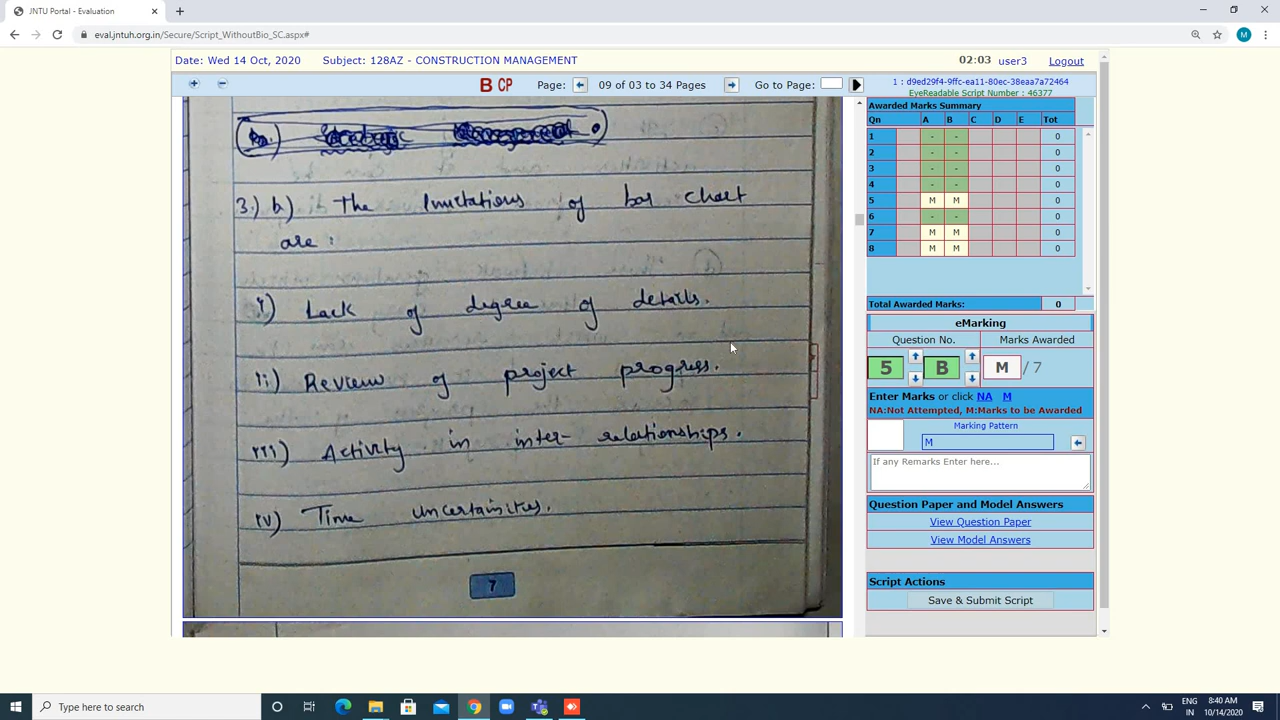 JNTU Portal - Evaluation
eval.jntuh.org.in/Secure/Script_WithoutBio_SC.aspx#
M
Date: Wed 14 Oct, 2020 Subject: 128AZ - CONSTRUCTION MANAGEMENT 02:03 user3 Logout
B CP Page: 09 of 03 to 34 Pages Go to Page: 1 : d9ed29f4-9ffc-ea11-80ec-38eaa7a72464
EyeReadable Script Number : 46377
3.) b) The limitations of bar chart
are :
i) Lack of degree of details.
ii) Review of project progress.
iii) Activity in inter- relationships.
iv) Time uncertainities.
7
Awarded Marks Summary
Qn A B C D E Tot
1 - - 0
2 - - 0
3 - - 0
4 - - 0
5 M M 0
6 - - 0
7 M M 0
8 M M 0
Total Awarded Marks: 0
eMarking
Question No. Marks Awarded
5 B M / 7
Enter Marks or click NA M
NA:Not Attempted, M:Marks to be Awarded
Marking Pattern
M
If any Remarks Enter here...
Question Paper and Model Answers
View Question Paper
View Model Answers
Script Actions
Save & Submit Script
Type here to search
ENG 8:40 AM
IN 10/14/2020